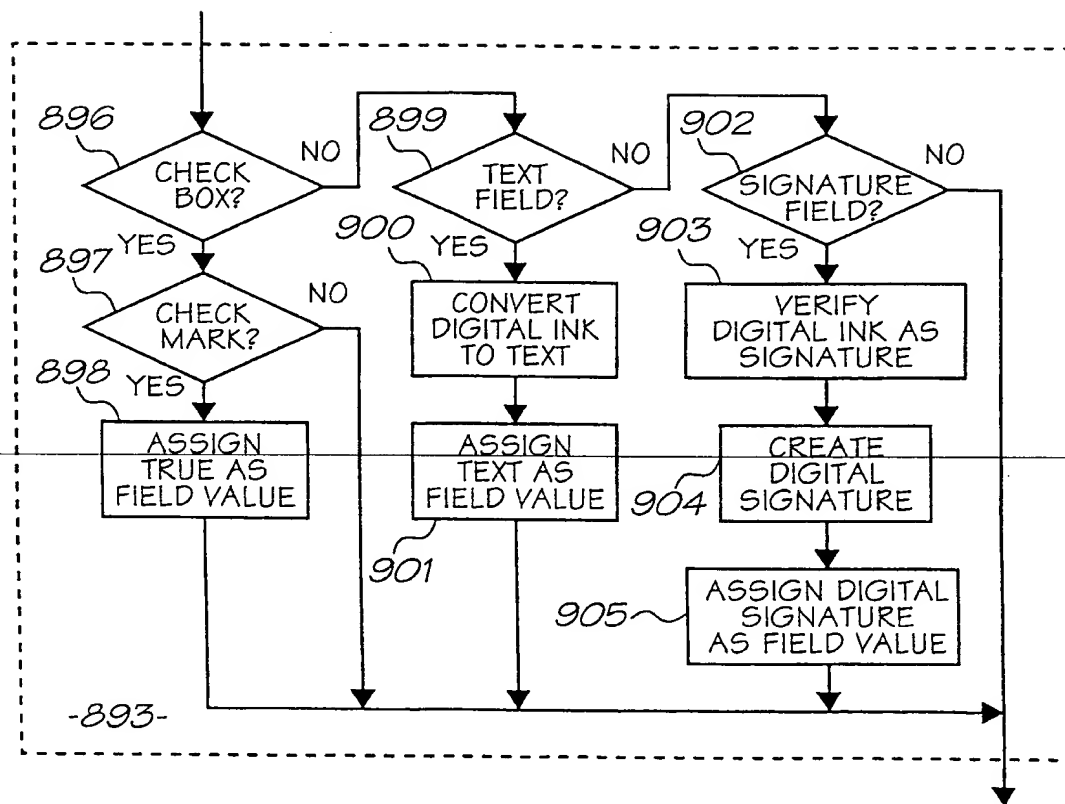 896
CHECK
BOX?
NO
YES
897
CHECK
MARK?
NO
YES
898
ASSIGN
TRUE AS
FIELD VALUE
899
TEXT
FIELD?
NO
YES
900
CONVERT
DIGITAL INK
TO TEXT
ASSIGN
TEXT AS
FIELD VALUE
901
902
SIGNATURE
FIELD?
NO
YES
903
VERIFY
DIGITAL INK AS
SIGNATURE
CREATE
DIGITAL
SIGNATURE
904
905
ASSIGN DIGITAL
SIGNATURE
AS FIELD VALUE
-893-